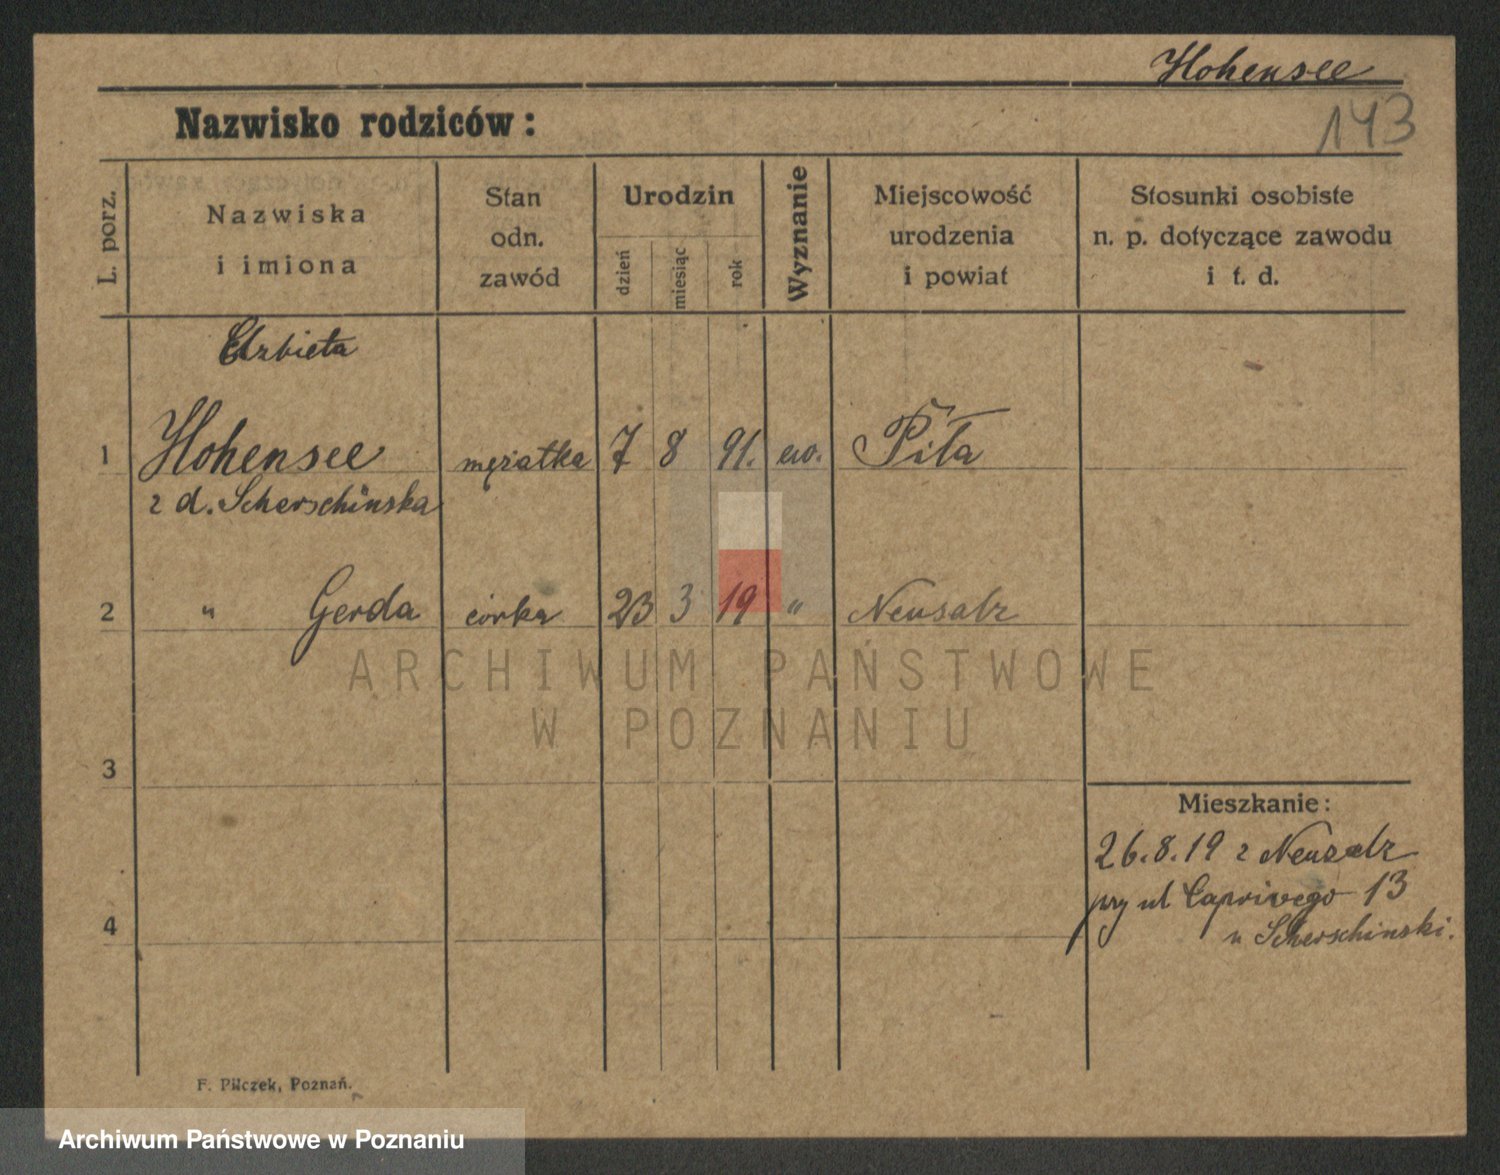 Hohensee
143
Nazwisko rodziców:
L. porz.
Nazwiska
i imiona
Stan
odn.
zawód
Urodzin
dzień
miesiąc
rok
Wyznanie
Miejscowość
urodzenia
i powiat
Stosunki osobiste
n. p. dotyczące zawodu
i t. d.
Elzbieta
1 Hohensee mężatka 7 8 91. ew. Piła
z d. Scherschinska
2 " Gerda córka 23 3 19 " Neusalz
ARCHIWUM PAŃSTWOWE
W POZNANIU
3
Mieszkanie:
26.8.19 z Neusalz
przy ul Caprivego 13
4
u Scherschinski.
F. Pilczek, Poznań.
Archiwum Państwowe w Poznaniu